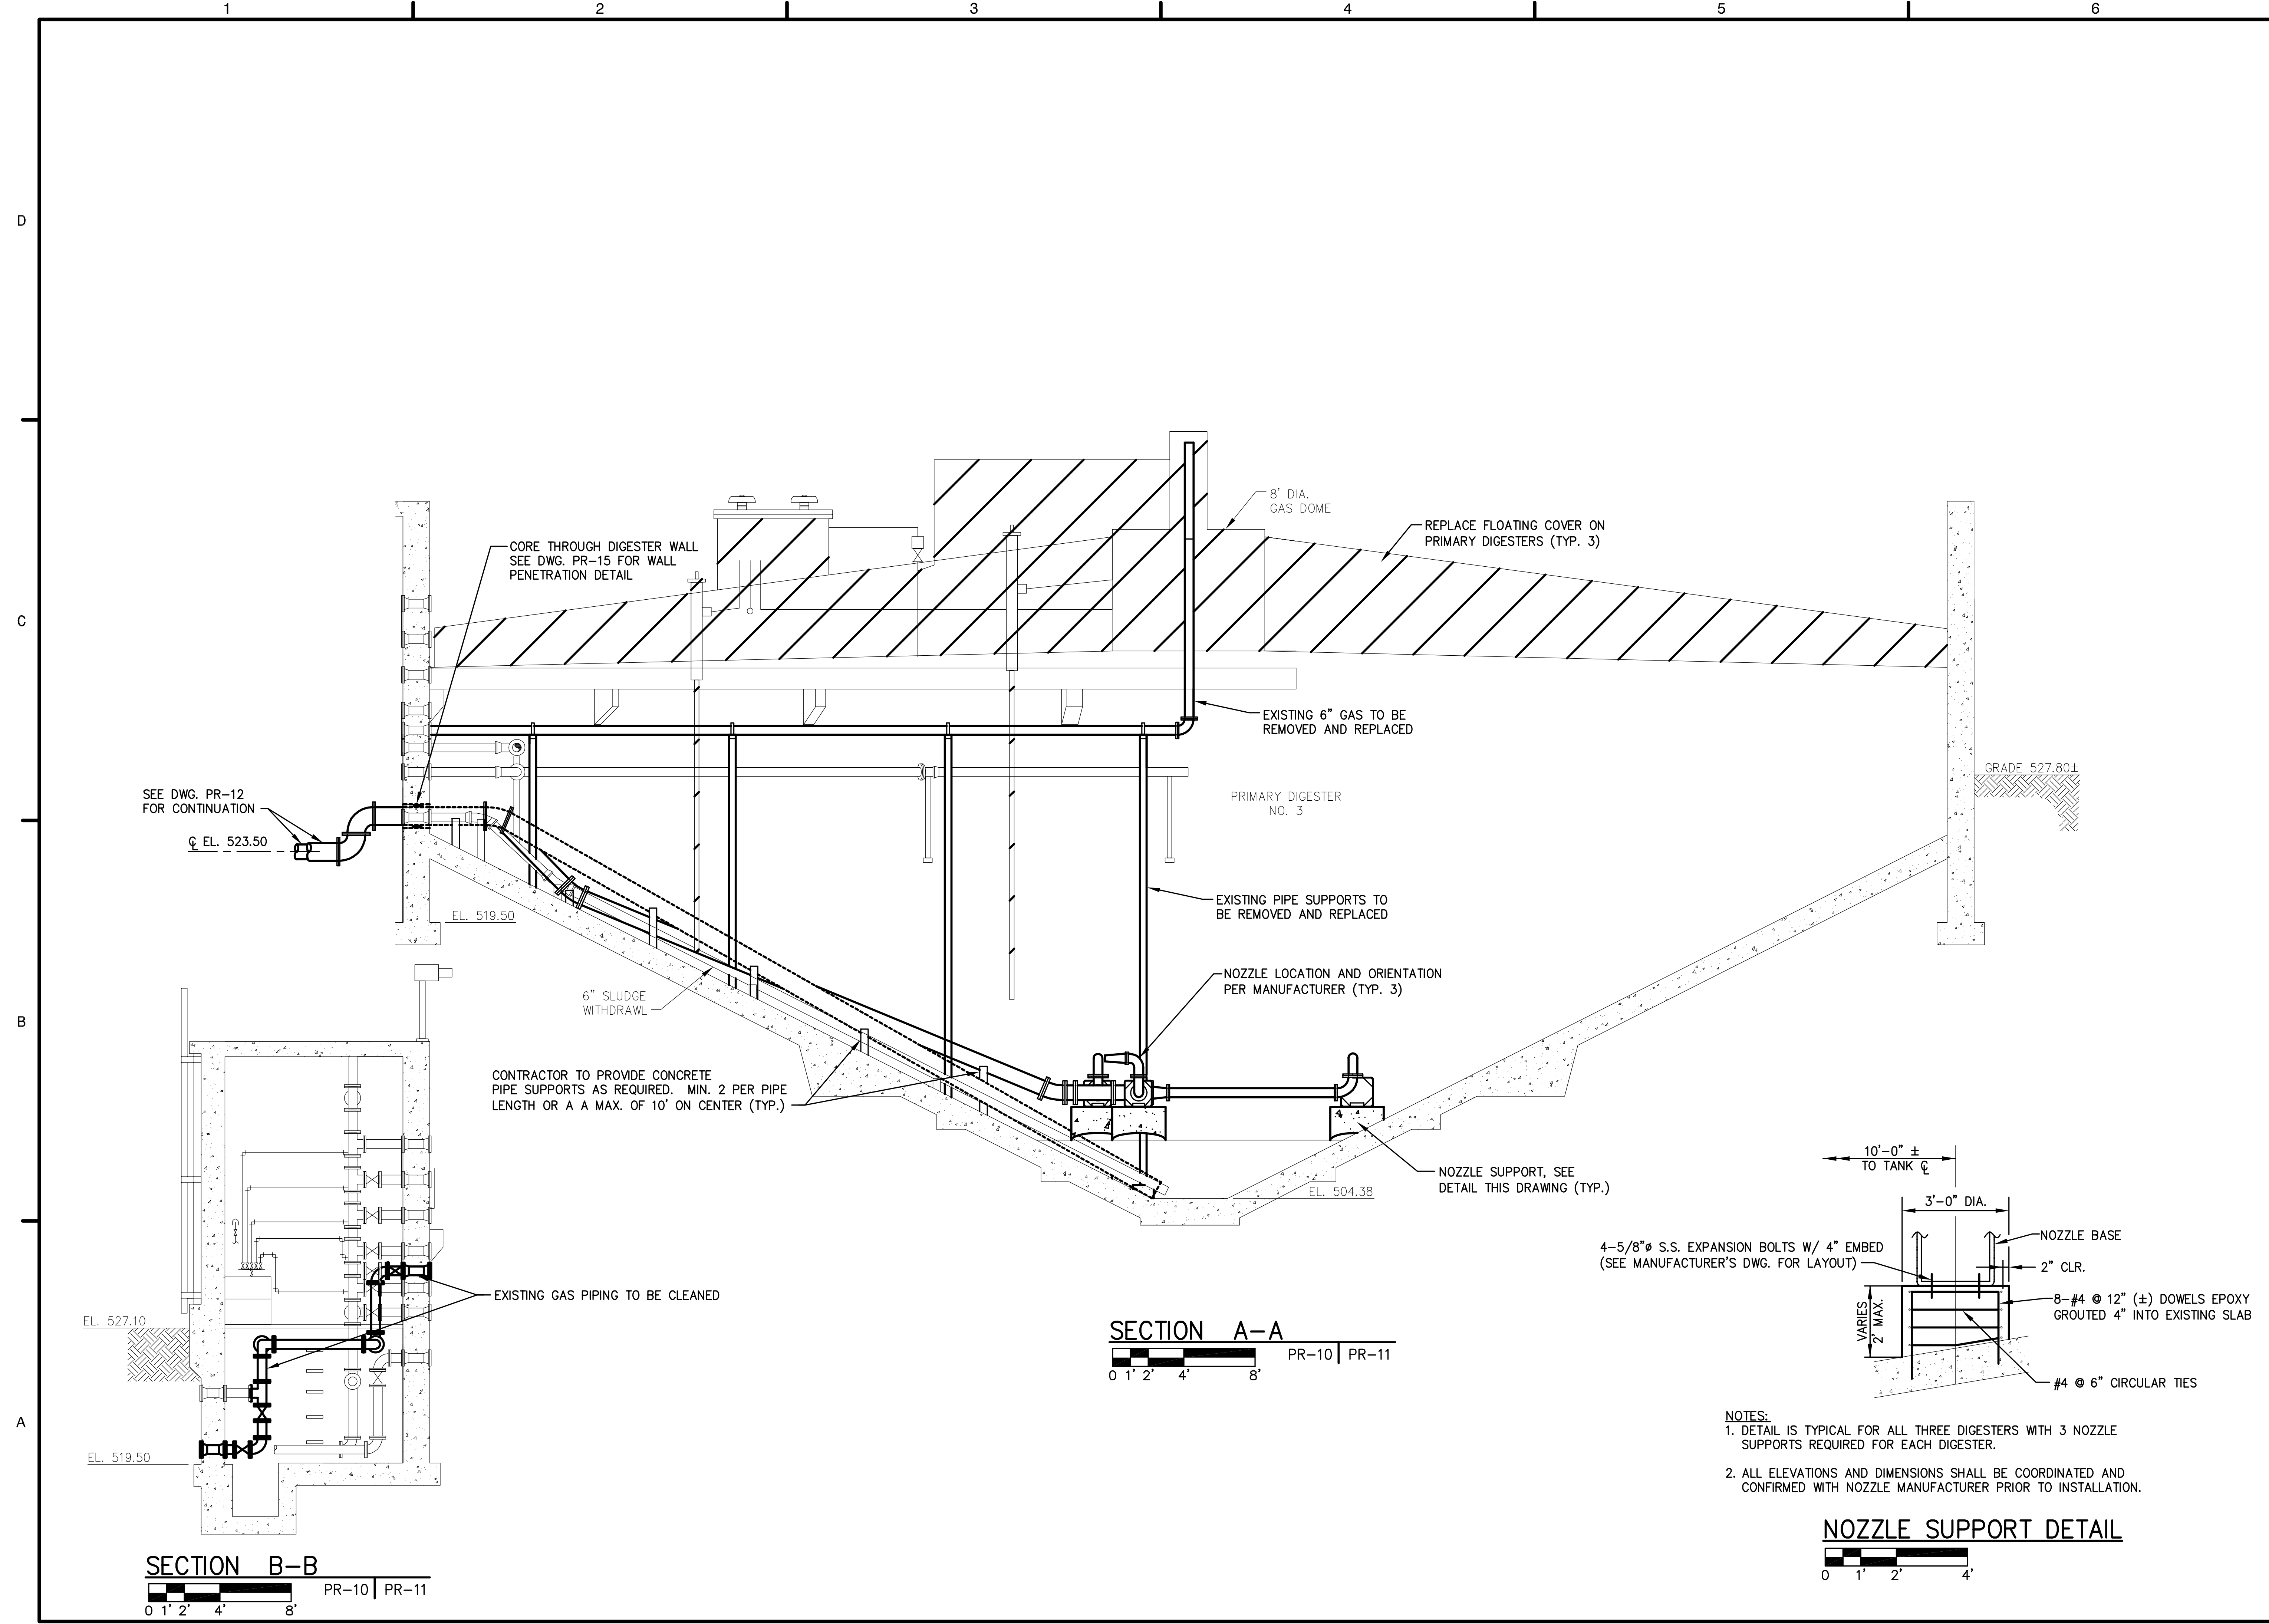 1 2 3 4 5 6
D
C
B
A
8' DIA.
GAS DOME
REPLACE FLOATING COVER ON
PRIMARY DIGESTERS (TYP. 3)
CORE THROUGH DIGESTER WALL
SEE DWG. PR-15 FOR WALL
PENETRATION DETAIL
EXISTING 6" GAS TO BE
REMOVED AND REPLACED
GRADE 527.80±
SEE DWG. PR-12
FOR CONTINUATION
PRIMARY DIGESTER
NO. 3
℄ EL. 523.50
EXISTING PIPE SUPPORTS TO
BE REMOVED AND REPLACED
EL. 519.50
NOZZLE LOCATION AND ORIENTATION
PER MANUFACTURER (TYP. 3)
6" SLUDGE
WITHDRAWL
CONTRACTOR TO PROVIDE CONCRETE
PIPE SUPPORTS AS REQUIRED. MIN. 2 PER PIPE
LENGTH OR A A MAX. OF 10' ON CENTER (TYP.)
NOZZLE SUPPORT, SEE
DETAIL THIS DRAWING (TYP.)
EL. 504.38
SECTION A-A
PR-10 PR-11
0 1' 2' 4' 8'
EXISTING GAS PIPING TO BE CLEANED
EL. 527.10
EL. 519.50
SECTION B-B
PR-10 PR-11
0 1' 2' 4' 8'
10'-0" ±
TO TANK ℄
3'-0" DIA.
NOZZLE BASE
4-5/8"ø S.S. EXPANSION BOLTS W/ 4" EMBED
(SEE MANUFACTURER'S DWG. FOR LAYOUT)
2" CLR.
VARIES
2' MAX.
8-#4 @ 12" (±) DOWELS EPOXY
GROUTED 4" INTO EXISTING SLAB
#4 @ 6" CIRCULAR TIES
NOTES:
1. DETAIL IS TYPICAL FOR ALL THREE DIGESTERS WITH 3 NOZZLE
SUPPORTS REQUIRED FOR EACH DIGESTER.
2. ALL ELEVATIONS AND DIMENSIONS SHALL BE COORDINATED AND
CONFIRMED WITH NOZZLE MANUFACTURER PRIOR TO INSTALLATION.
NOZZLE SUPPORT DETAIL
0 1' 2' 4'